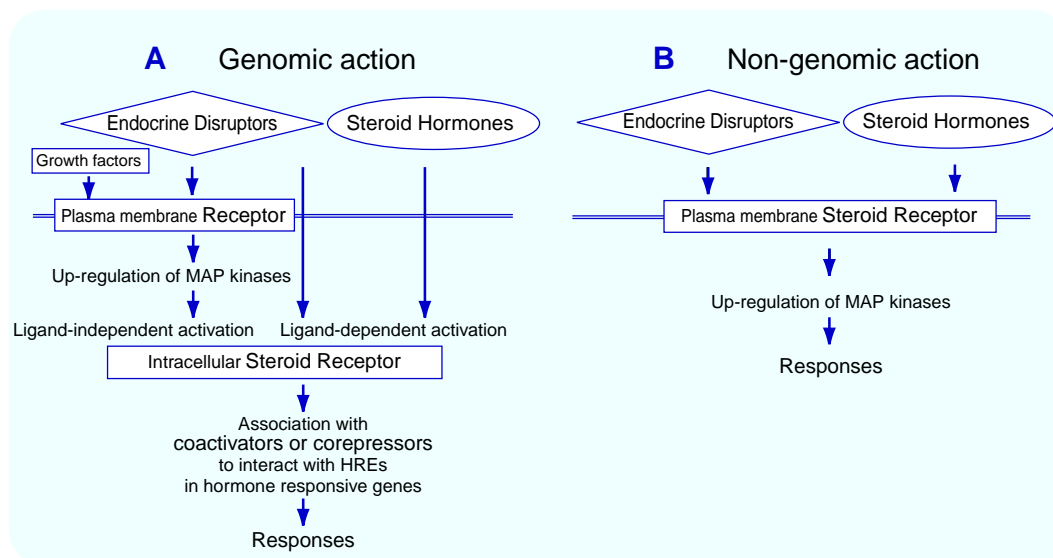 A Genomic action
Endocrine Disruptors
Steroid Hormones
Growth factors
Plasma membrane Receptor
Up-regulation of MAP kinases
Ligand-independent activation
Ligand-dependent activation
Intracellular Steroid Receptor
Association with
coactivators or corepressors
to interact with HREs
in hormone responsive genes
Responses
B Non-genomic action
Endocrine Disruptors
Steroid Hormones
Plasma membrane Steroid Receptor
Up-regulation of MAP kinases
Responses